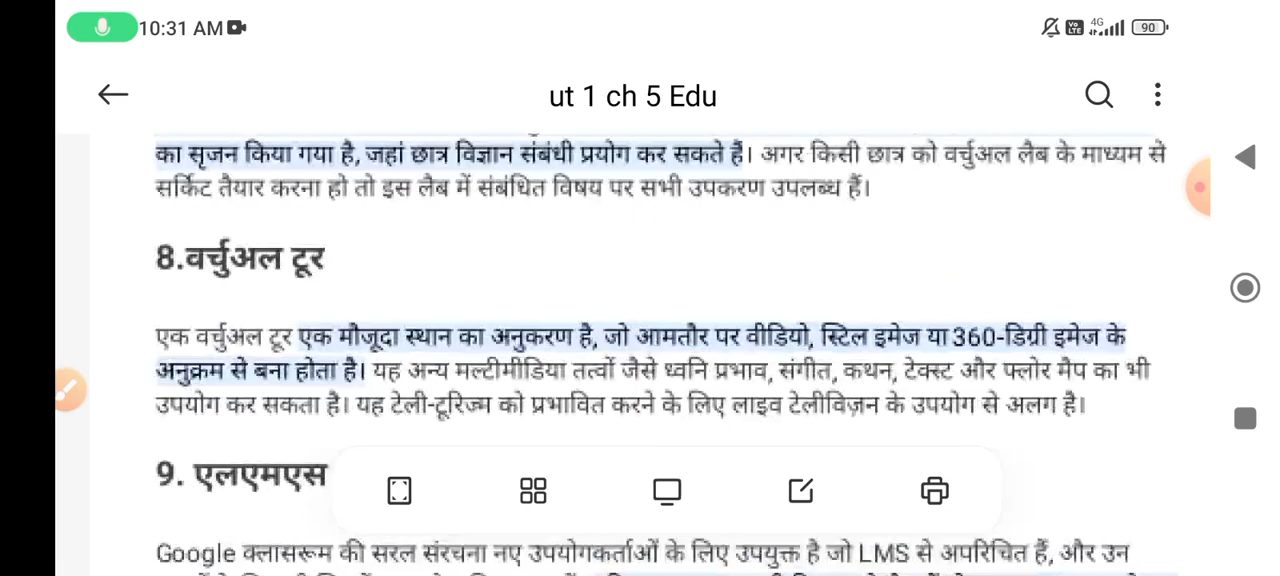 10:31 AM
4G
Vo LTE
90
ut 1 ch 5 Edu
का सृजन किया गया है, जहां छात्र विज्ञान संबंधी प्रयोग कर सकते हैं। अगर किसी छात्र को वर्चुअल लैब के माध्यम से
सर्किट तैयार करना हो तो इस लैब में संबंधित विषय पर सभी उपकरण उपलब्ध हैं।
8.वर्चुअल टूर
एक वर्चुअल टूर एक मौजूदा स्थान का अनुकरण है, जो आमतौर पर वीडियो, स्टिल इमेज या 360-डिग्री इमेज के
अनुक्रम से बना होता है। यह अन्य मल्टीमीडिया तत्वों जैसे ध्वनि प्रभाव, संगीत, कथन, टेक्स्ट और फ्लोर मैप का भी
उपयोग कर सकता है। यह टेली-टूरिज्म को प्रभावित करने के लिए लाइव टेलीविज़न के उपयोग से अलग है।
9. एलएमएस
Google क्लासरूम की सरल संरचना नए उपयोगकर्ताओं के लिए उपयुक्त है जो LMS से अपरिचित हैं, और उन